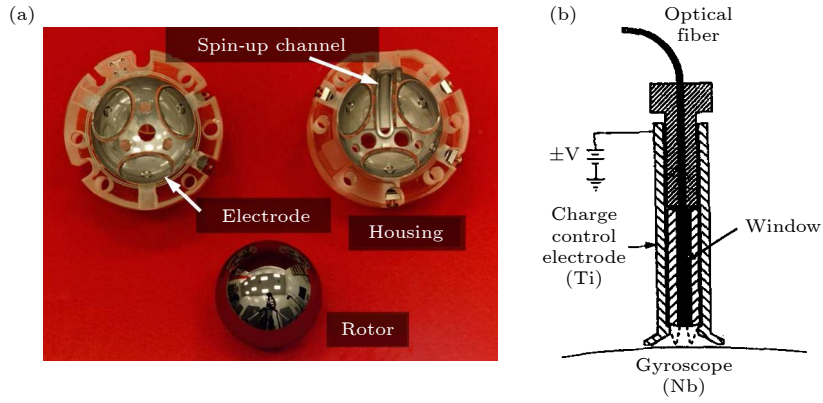 (a)
Spin-up channel
Electrode
Housing
Rotor
(b)
Optical
fiber
±V
Charge
control
electrode
(Ti)
Window
Gyroscope
(Nb)